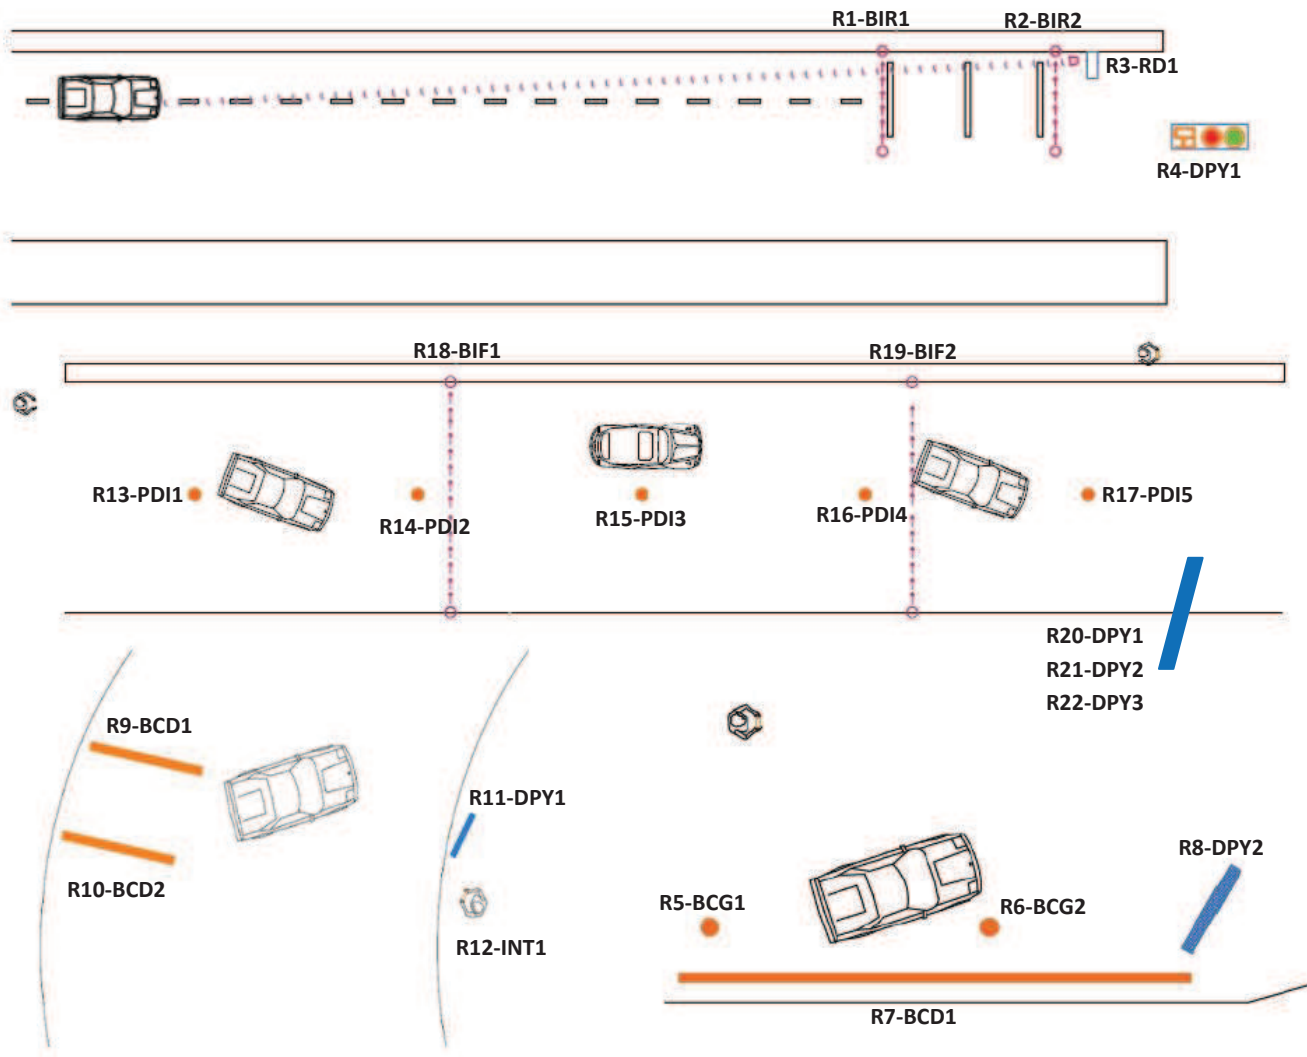 R1-BIR1
R2-BIR2
R3-RD1
R4-DPY1
R18-BIF1
R19-BIF2
R13-PDI1
R14-PDI2
R15-PDI3
R16-PDI4
R17-PDI5
R20-DPY1
R21-DPY2
R22-DPY3
R9-BCD1
R10-BCD2
R11-DPY1
R12-INT1
R5-BCG1
R6-BCG2
R8-DPY2
R7-BCD1